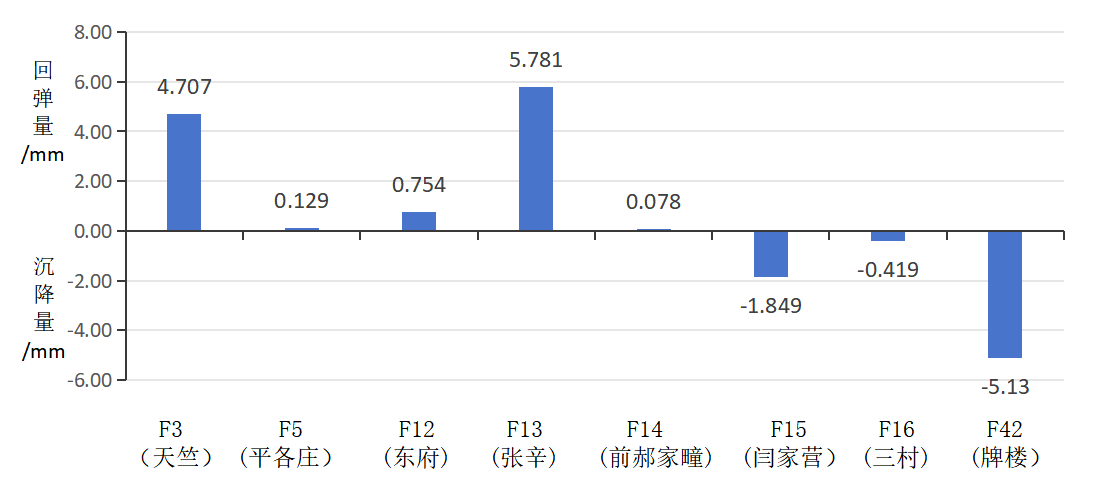 8.00
6.00
4.00
2.00
0.00
-2.00
-4.00
-6.00
回弹量
/mm
沉降量
/mm
4.707
0.129
0.754
5.781
0.078
-1.849
-0.419
-5.13
F3
（天竺）
F5
(平各庄）
F12
(东府)
F13
(张辛)
F14
(前郝家疃)
F15
(闫家营）
F16
(三村)
F42
(牌楼）